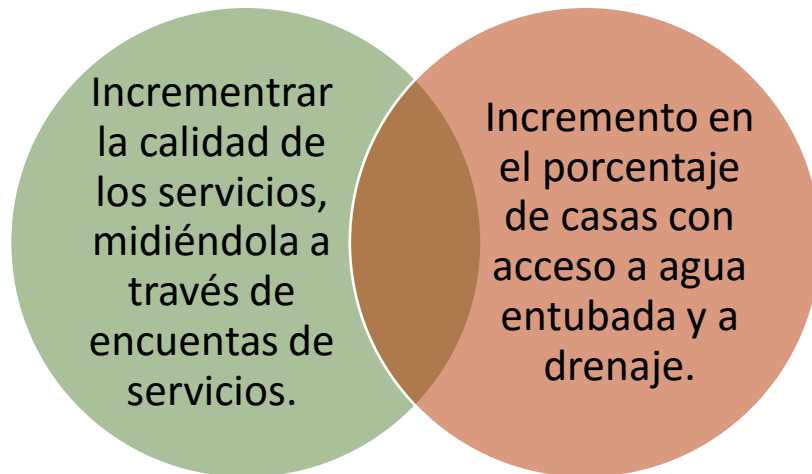 Incrementrar
la calidad de
los servicios,
midiéndola a
través de
encuentas de
servicios.
Incremento en
el porcentaje
de casas con
acceso a agua
entubada y a
drenaje.